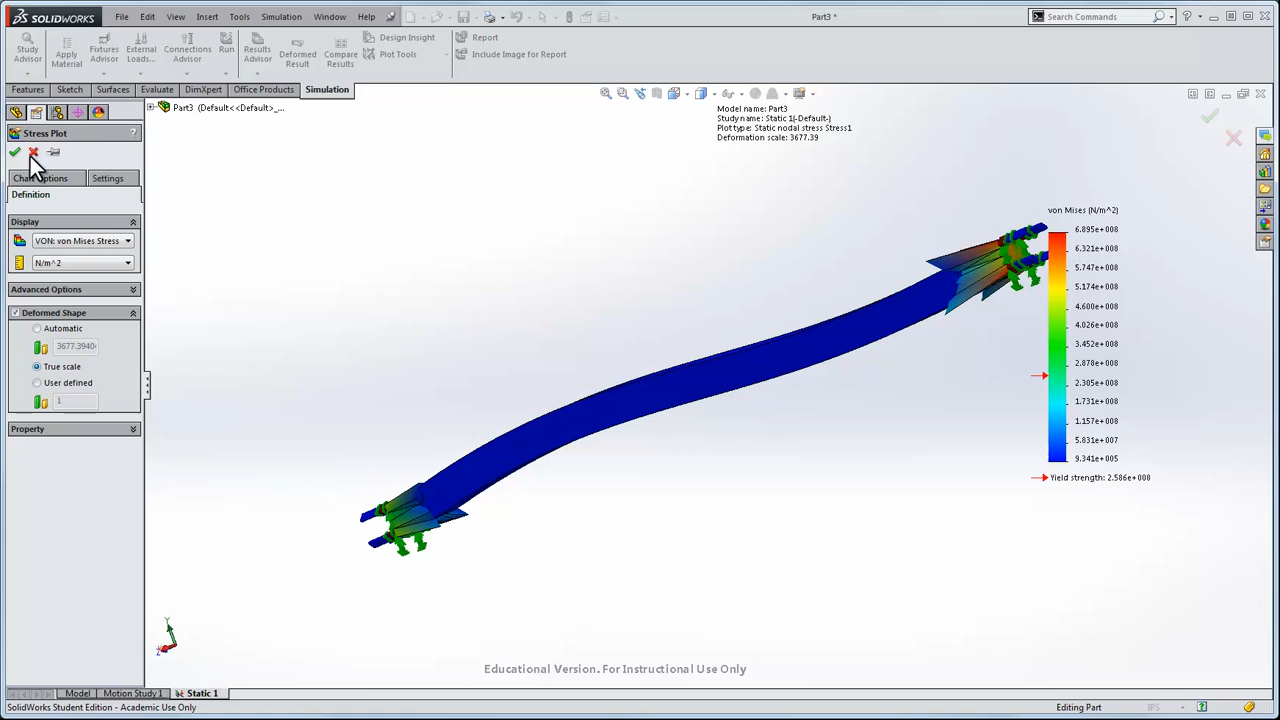 SOLIDWORKS File Edit View Insert Tools Simulation Window Help Part3 * Search Commands ?
Study Advisor
Apply Material
Fixtures Advisor
External Loads...
Connections Advisor
Run
Results Advisor
Deformed Result
Compare Results
Design Insight
Plot Tools
Report
Include Image for Report
Features Sketch Surfaces Evaluate DimXpert Office Products Simulation
Part3 (Default<<Default>_...
Model name: Part3
Study name: Static 1(-Default-)
Plot type: Static nodal stress Stress1
Deformation scale: 3677.39
Stress Plot ?
Chart Options Settings
Definition
Display
VON: von Mises Stress
N/m^2
Advanced Options
Deformed Shape
Automatic
True scale
User defined
1
Property
von Mises (N/m^2)
6.895e+008
6.321e+008
5.747e+008
5.174e+008
4.600e+008
4.026e+008
3.452e+008
2.878e+008
2.305e+008
1.731e+008
1.157e+008
5.831e+007
9.341e+005
Yield strength: 2.586e+008
Y
Z
Educational Version. For Instructional Use Only
Model Motion Study 1 Static 1
SolidWorks Student Edition - Academic Use Only Editing Part IPS ?